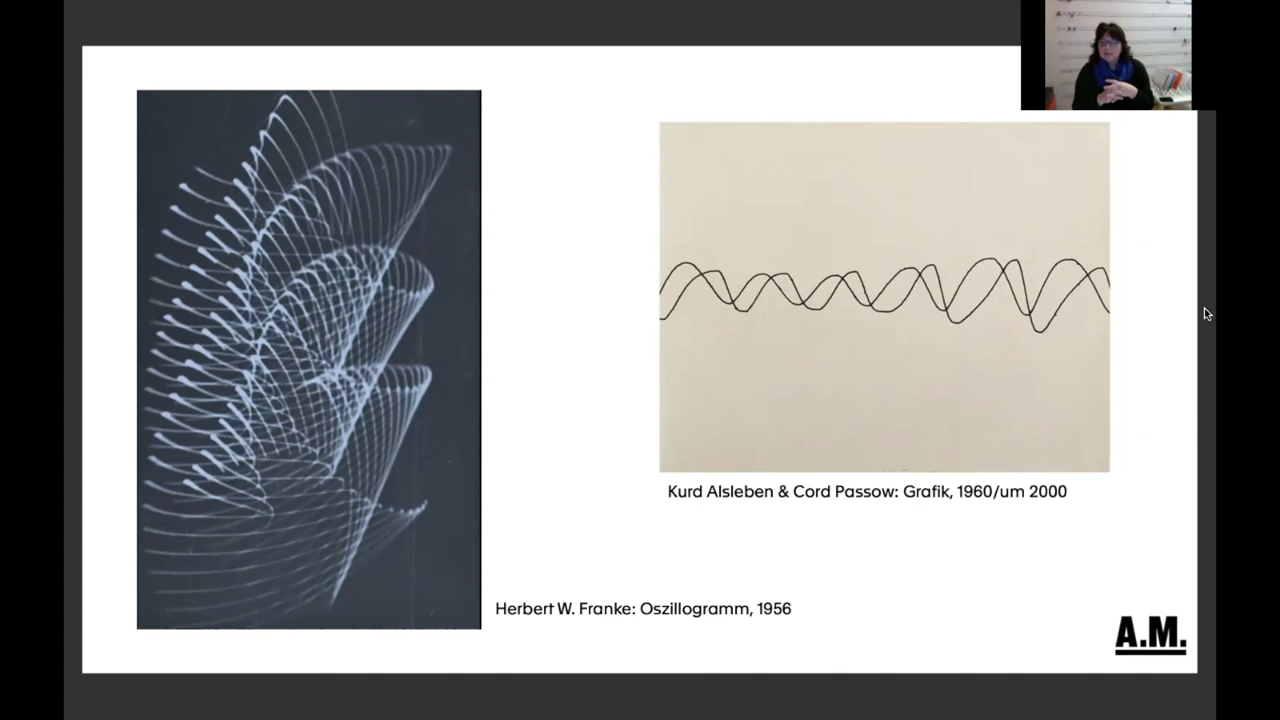 Kurd Alsleben & Cord Passow: Grafik, 1960/um 2000
Herbert W. Franke: Oszillogramm, 1956
A.M.